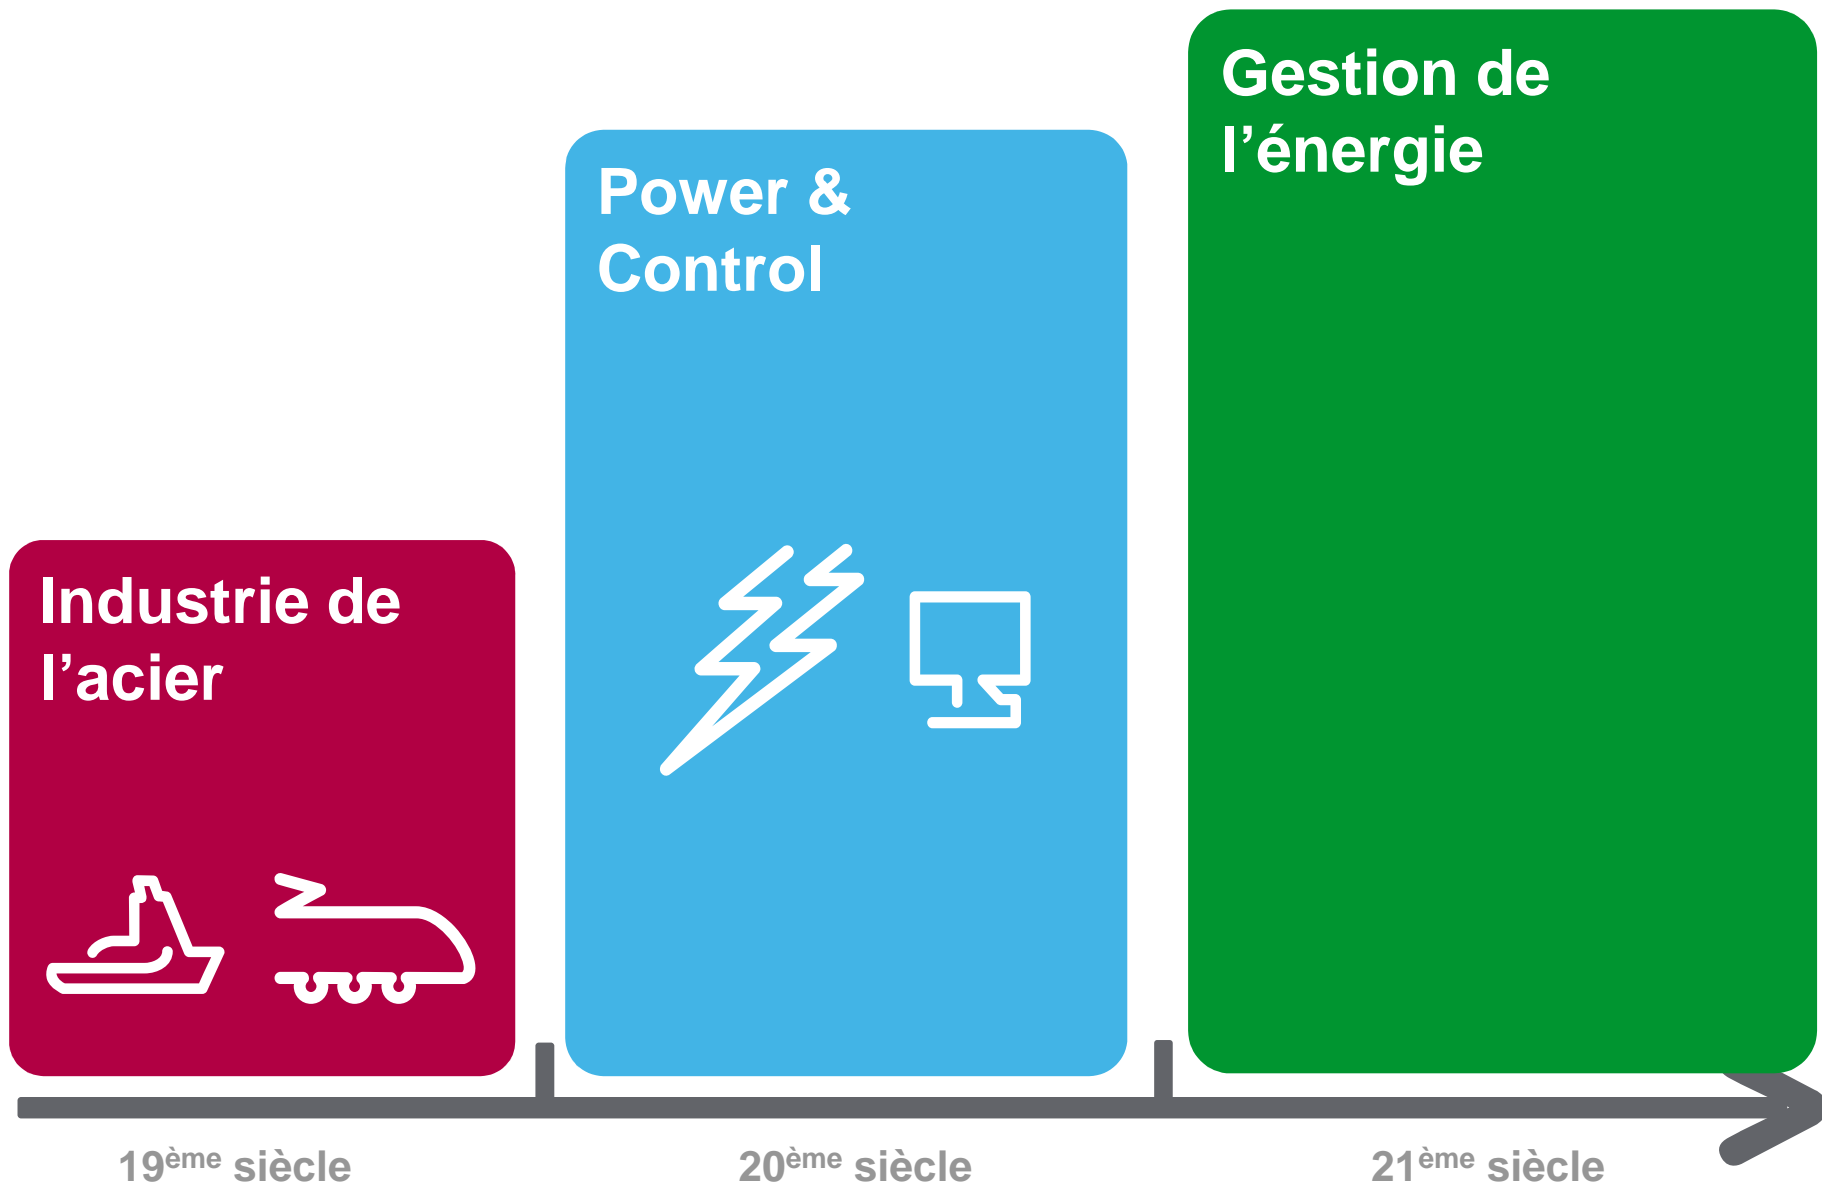 Gestion de
l’énergie
Power &
Control
Industrie de
l’acier
19ème siècle
20ème siècle
21ème siècle